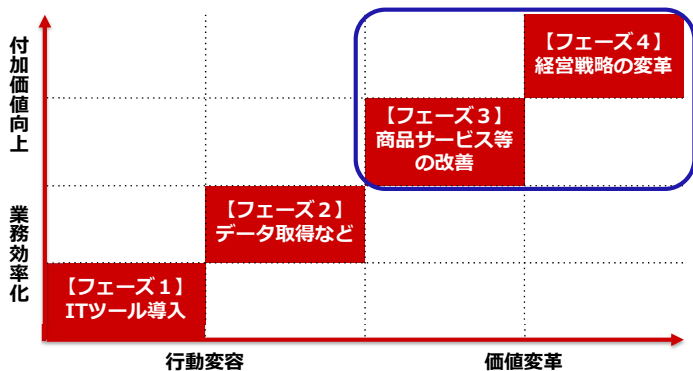 付加価値向上
業務効率化
【フェーズ４】
経営戦略の変革
【フェーズ３】
商品サービス等
の改善
【フェーズ２】
データ取得など
【フェーズ１】
ITツール導入
行動変容
価値変革